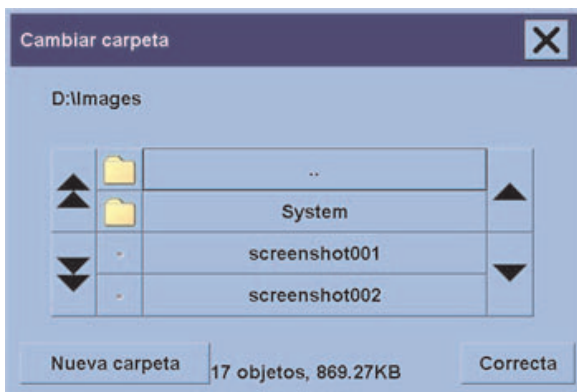 Cambiar carpeta
D:\Images
..
System
screenshot001
screenshot002
Nueva carpeta
17 objetos, 869.27KB
Correcta